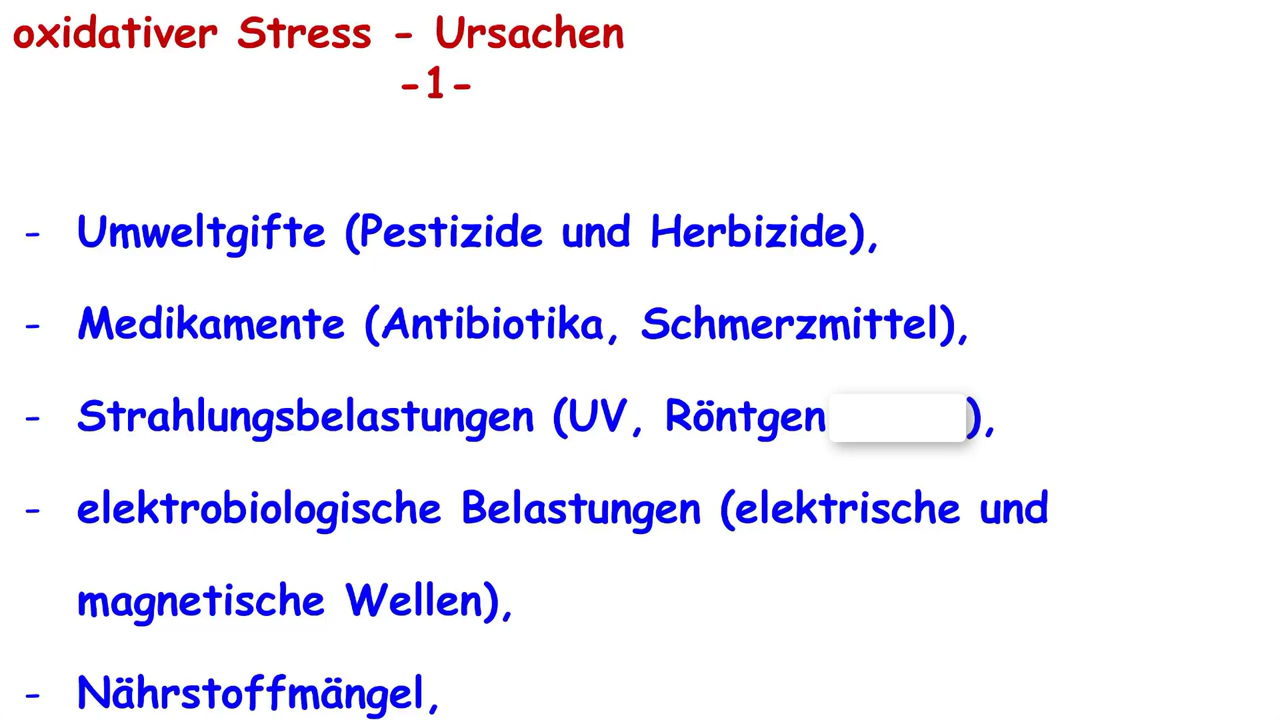 oxidativer Stress - Ursachen
-1-
- Umweltgifte (Pestizide und Herbizide),
- Medikamente (Antibiotika, Schmerzmittel),
- Strahlungsbelastungen (UV, Röntgen ),
- elektrobiologische Belastungen (elektrische und
magnetische Wellen),
- Nährstoffmängel,